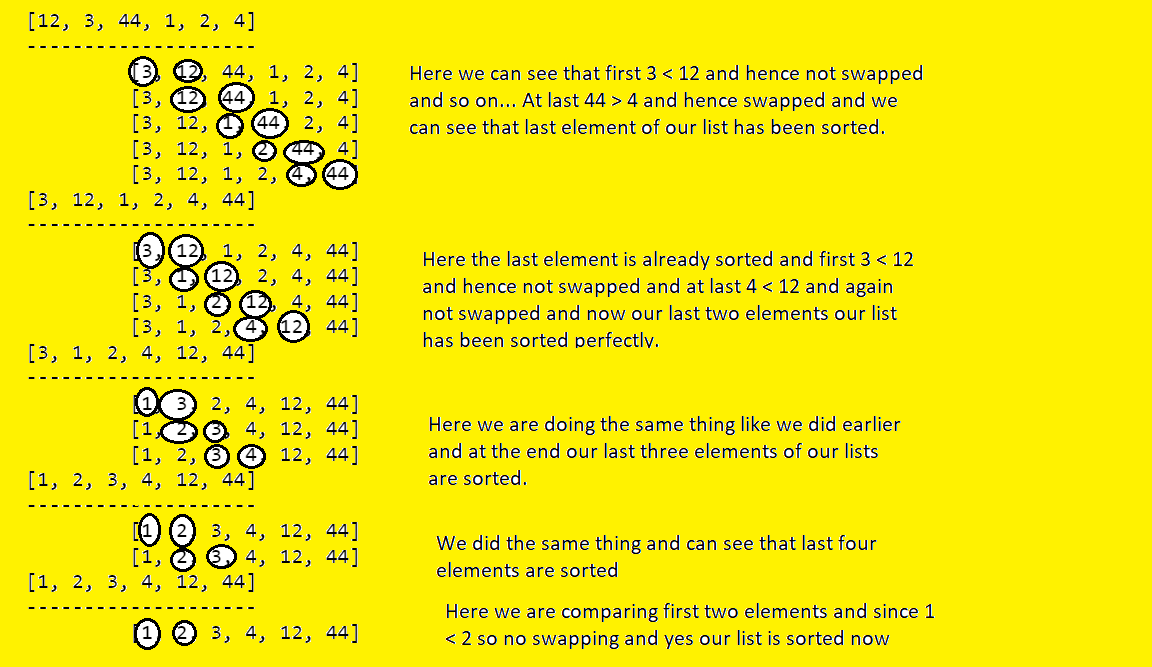 [12, 3, 44, 1, 2, 4]
--------------------
[3, 12, 44, 1, 2, 4]
[3, 12, 44, 1, 2, 4]
[3, 12, 1, 44, 2, 4]
[3, 12, 1, 2, 44, 4]
[3, 12, 1, 2, 4, 44]
Here we can see that first 3 < 12 and hence not swapped
and so on... At last 44 > 4 and hence swapped and we
can see that last element of our list has been sorted.
[3, 12, 1, 2, 4, 44]
--------------------
[3, 12, 1, 2, 4, 44]
[3, 1, 12, 2, 4, 44]
[3, 1, 2, 12, 4, 44]
[3, 1, 2, 4, 12, 44]
Here the last element is already sorted and first 3 < 12
and hence not swapped and at last 4 < 12 and again
not swapped and now our last two elements our list
has been sorted perfectly.
[3, 1, 2, 4, 12, 44]
--------------------
[1, 3, 2, 4, 12, 44]
[1, 2, 3, 4, 12, 44]
[1, 2, 3, 4, 12, 44]
Here we are doing the same thing like we did earlier
and at the end our last three elements of our lists
are sorted.
[1, 2, 3, 4, 12, 44]
--------------------
[1, 2, 3, 4, 12, 44]
[1, 2, 3, 4, 12, 44]
We did the same thing and can see that last four
elements are sorted
[1, 2, 3, 4, 12, 44]
--------------------
[1, 2, 3, 4, 12, 44]
Here we are comparing first two elements and since 1
< 2 so no swapping and yes our list is sorted now